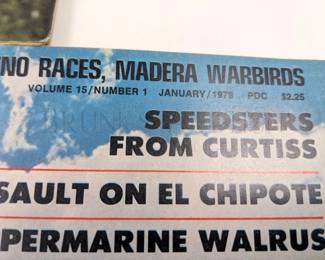 NO RACES, MADERA WARBIRDS
VOLUME 15/NUMBER 1 JANUARY/1979 PDC $2.25
SPEEDSTERS
FROM CURTISS
SAULT ON EL CHIPOTE
PERMARINE WALRUS